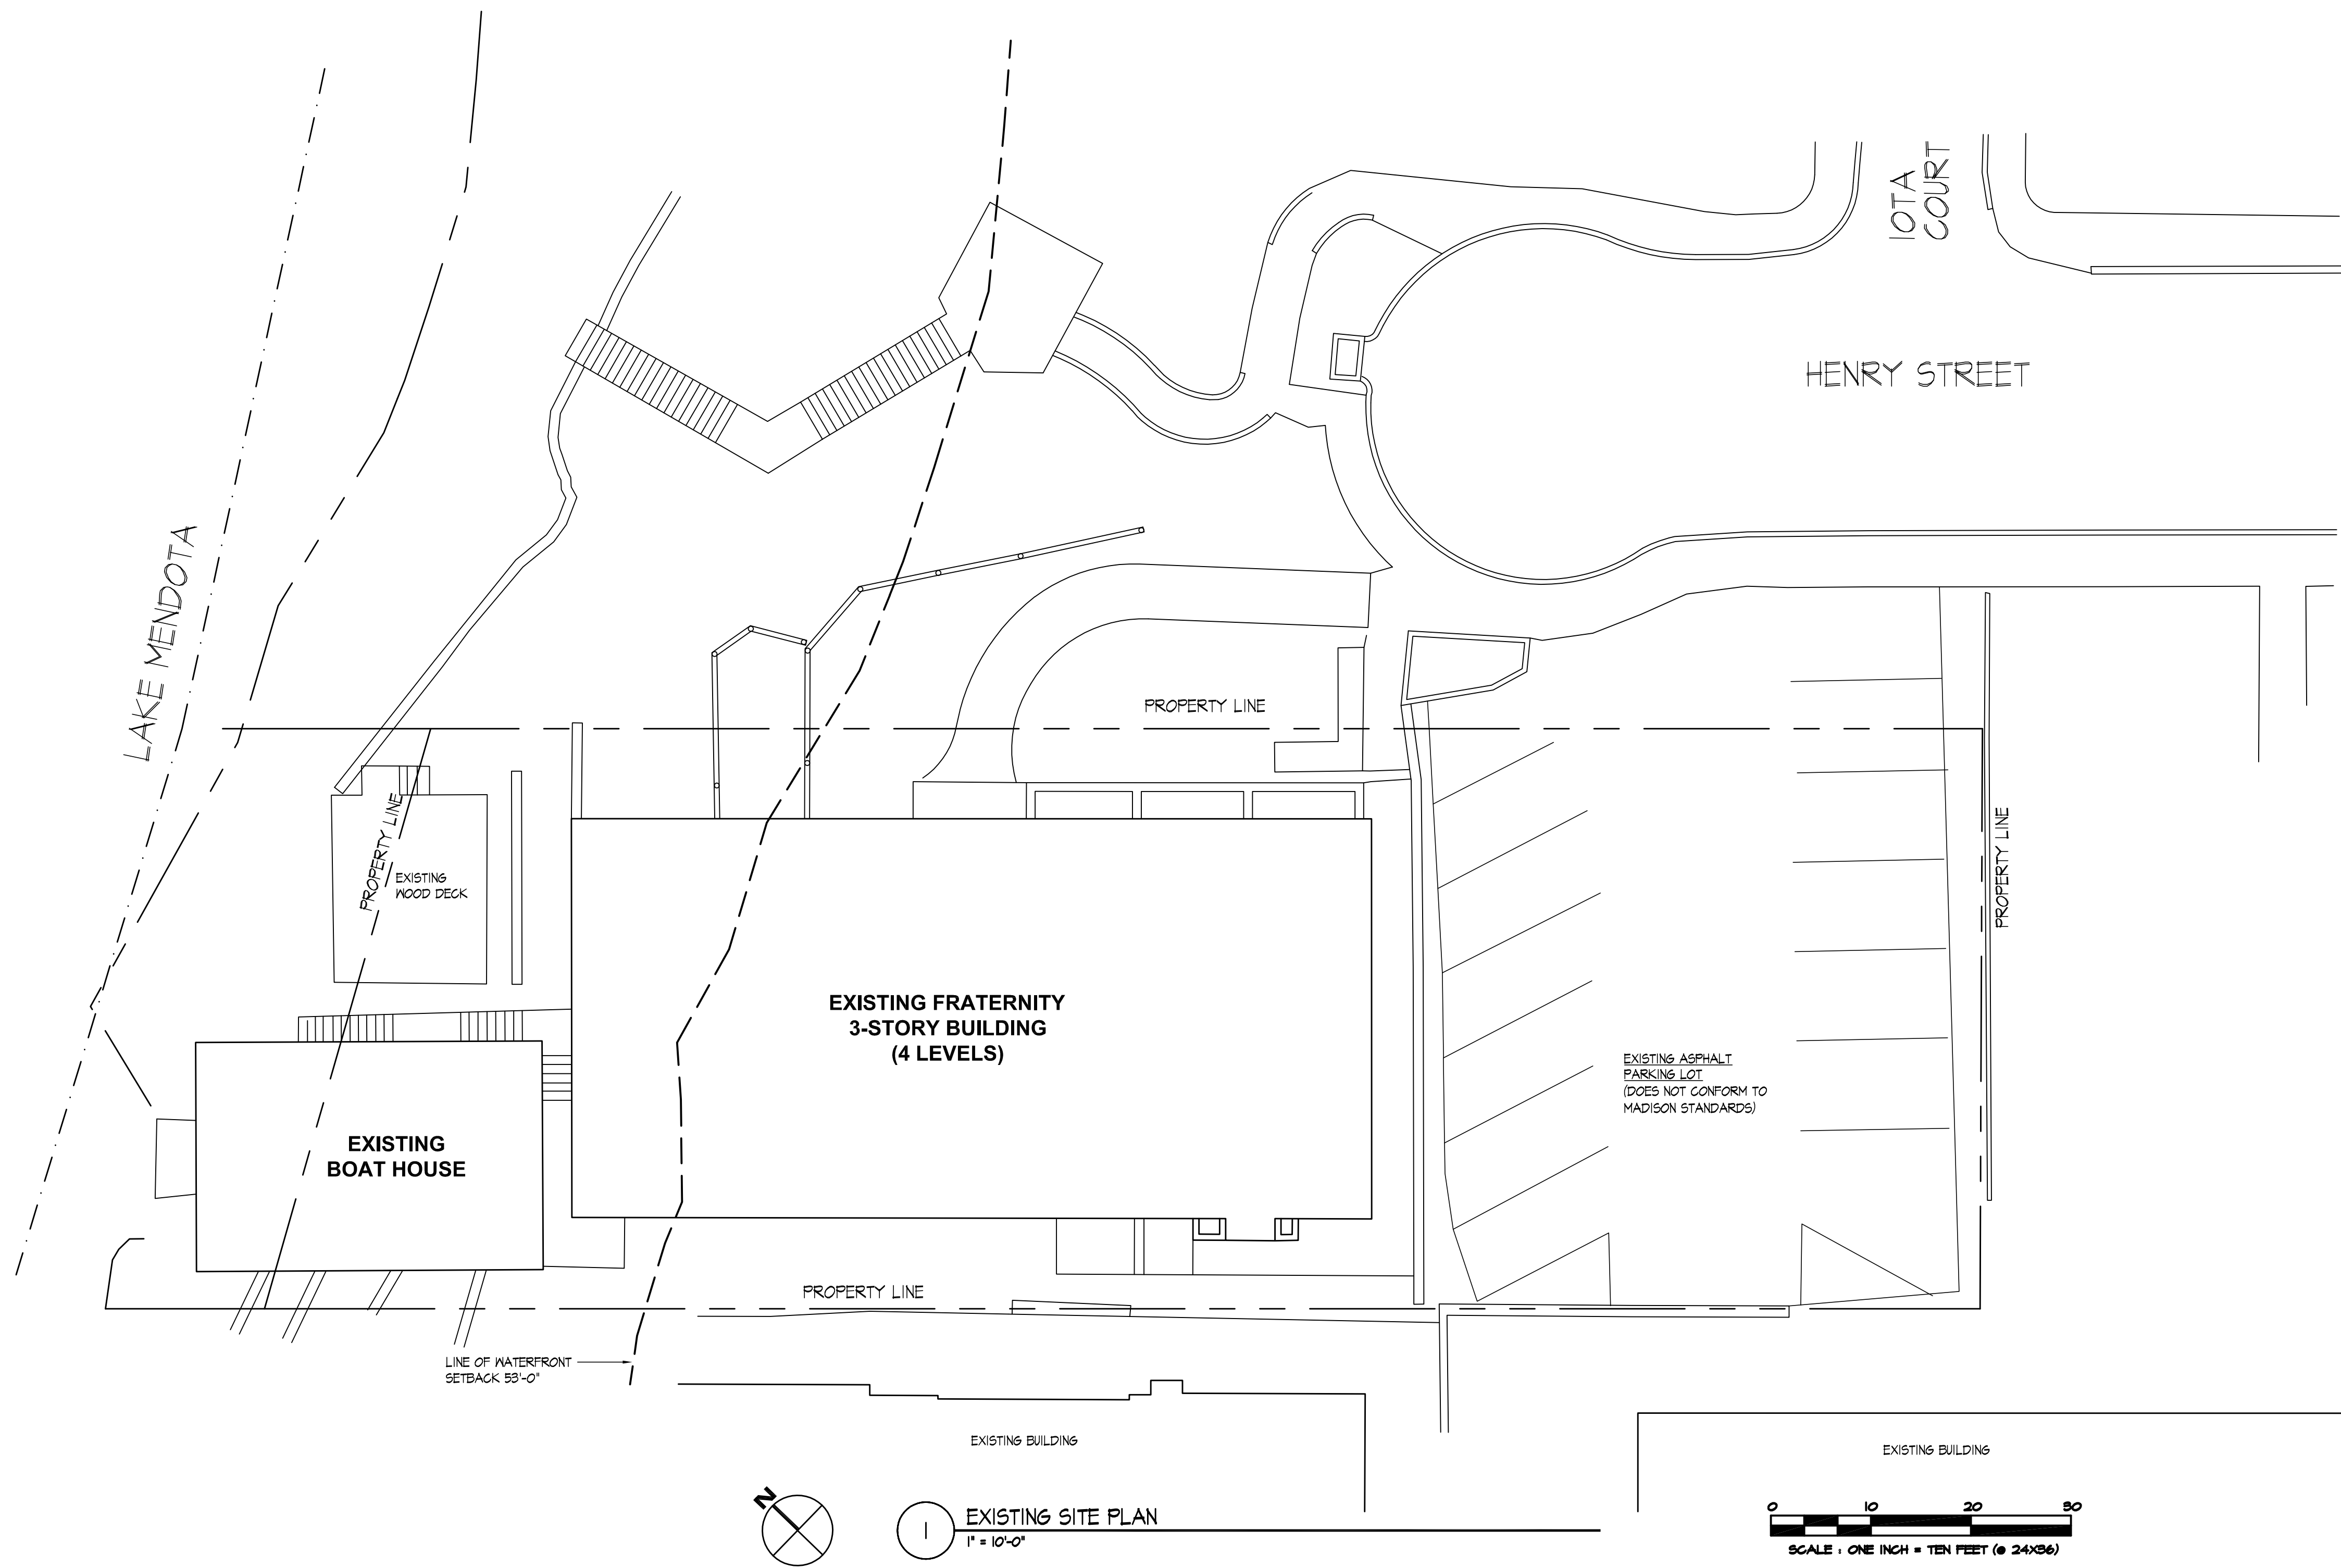 IOTA
COURT
HENRY STREET
LAKE MENDOTA
PROPERTY LINE
PROPERTY LINE
EXISTING
WOOD DECK
PROPERTY LINE
EXISTING FRATERNITY
3-STORY BUILDING
(4 LEVELS)
EXISTING ASPHALT
PARKING LOT
(DOES NOT CONFORM TO
MADISON STANDARDS)
EXISTING
BOAT HOUSE
PROPERTY LINE
LINE OF WATERFRONT
SETBACK 53'-0"
EXISTING BUILDING
EXISTING BUILDING
N
1
EXISTING SITE PLAN
1" = 10'-0"
0 10 20 30
SCALE : ONE INCH = TEN FEET (@ 24X36)